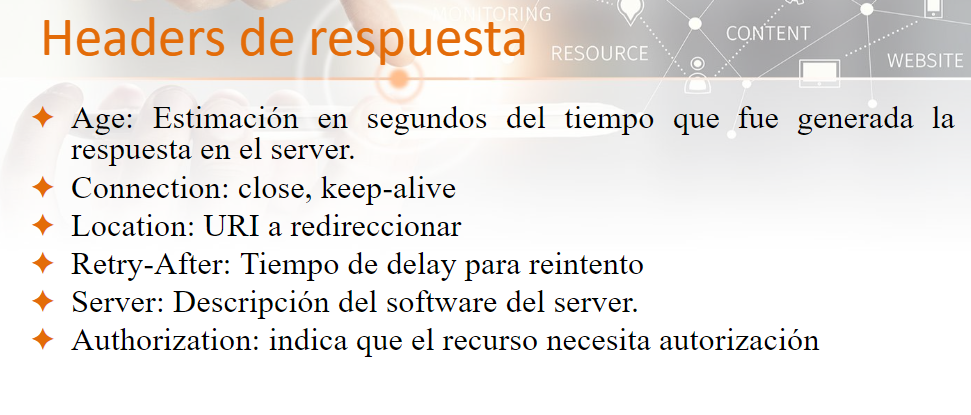 MONITORING
Headers de respuesta
RESOURCE
CONTENT
WEBSITE
Age: Estimación en segundos del tiempo que fue generada la
respuesta en el server.
Connection: close, keep-alive
Location: URI a redireccionar
Retry-After: Tiempo de delay para reintento
Server: Descripción del software del server.
Authorization: indica que el recurso necesita autorización